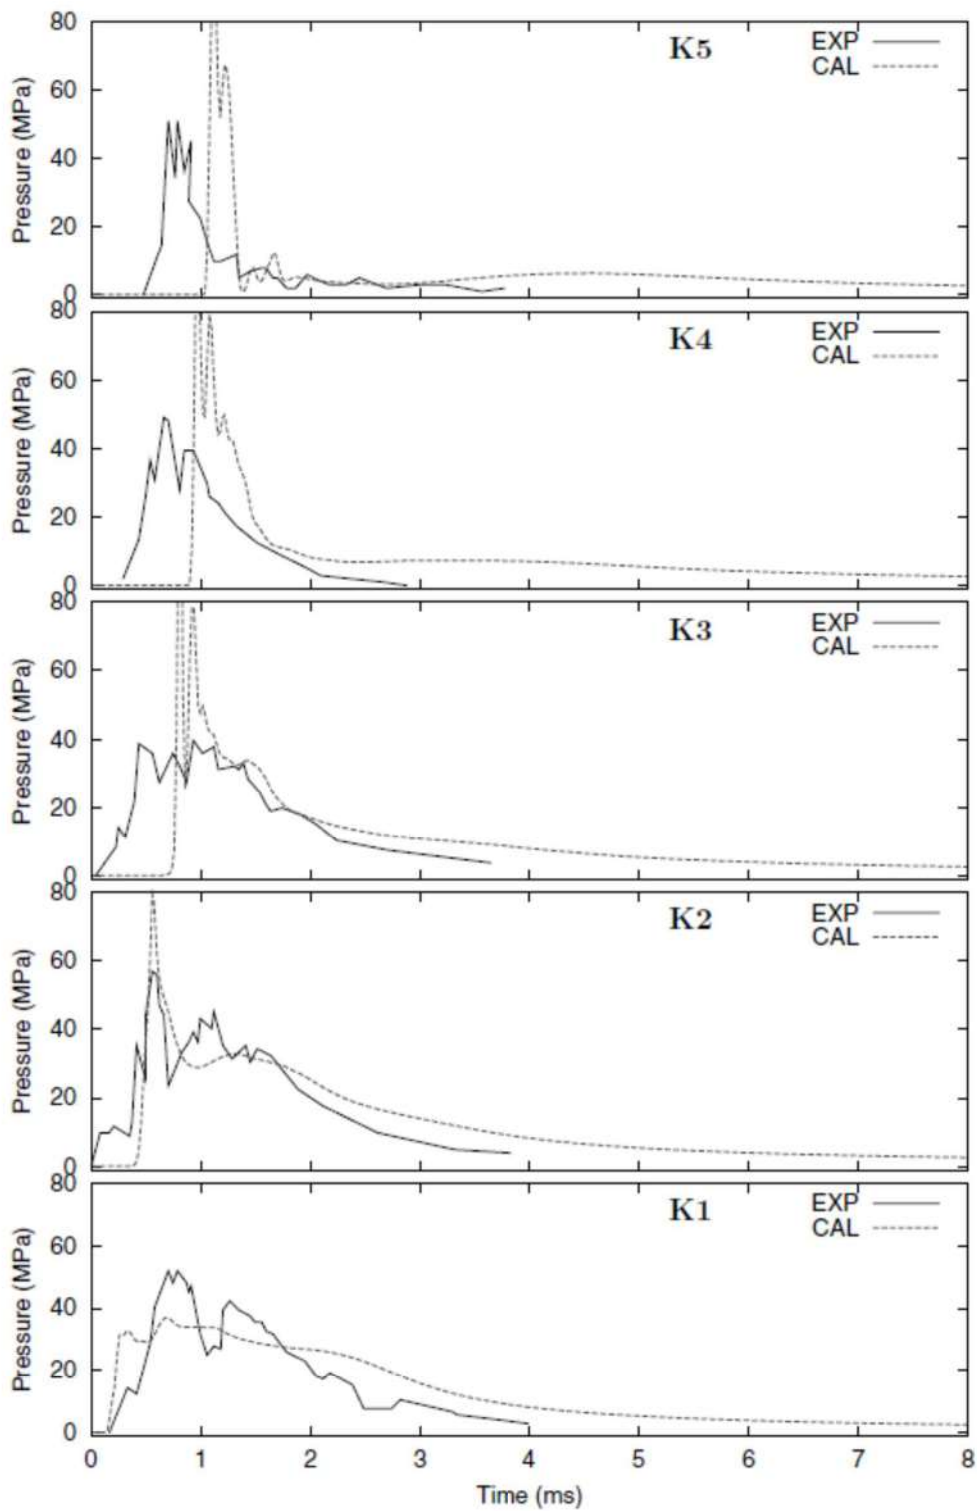 80
K5
EXP
CAL
60
40
20
0
Pressure (MPa)
80
K4
EXP
CAL
60
40
20
0
Pressure (MPa)
80
K3
EXP
CAL
60
40
20
0
Pressure (MPa)
80
K2
EXP
CAL
60
40
20
0
Pressure (MPa)
80
K1
EXP
CAL
60
40
20
0
Pressure (MPa)
0 1 2 3 4 5 6 7 8
Time (ms)